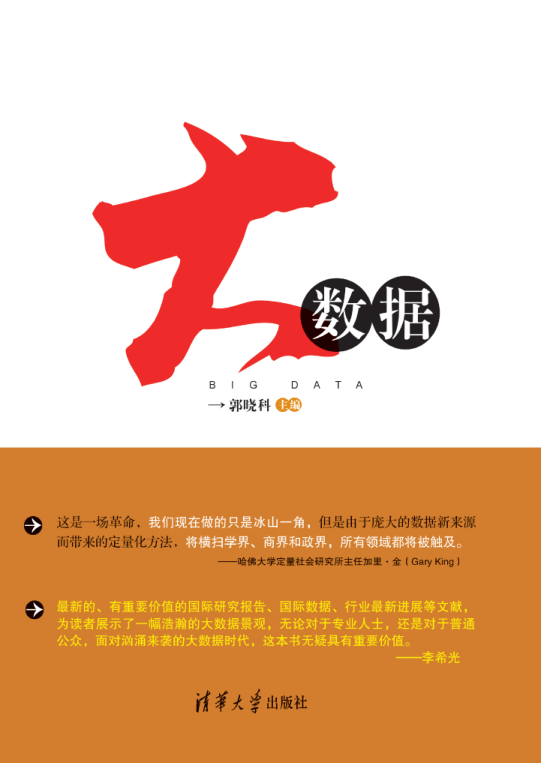 大数据
BIG DATA
→郭晓科 主编
这是一场革命，我们现在做的只是冰山一角，但是由于庞大的数据新来源
而带来的定量化方法，将横扫学界、商界和政界，所有领域都将被触及。
——哈佛大学定量社会研究所主任加里·金（Gary King）
最新的、有重要价值的国际研究报告、国际数据、行业最新进展等文献，
为读者展示了一幅浩瀚的大数据景观，无论对于专业人士，还是对于普通
公众，面对汹涌来袭的大数据时代，这本书无疑具有重要价值。
——李希光
清华大学出版社